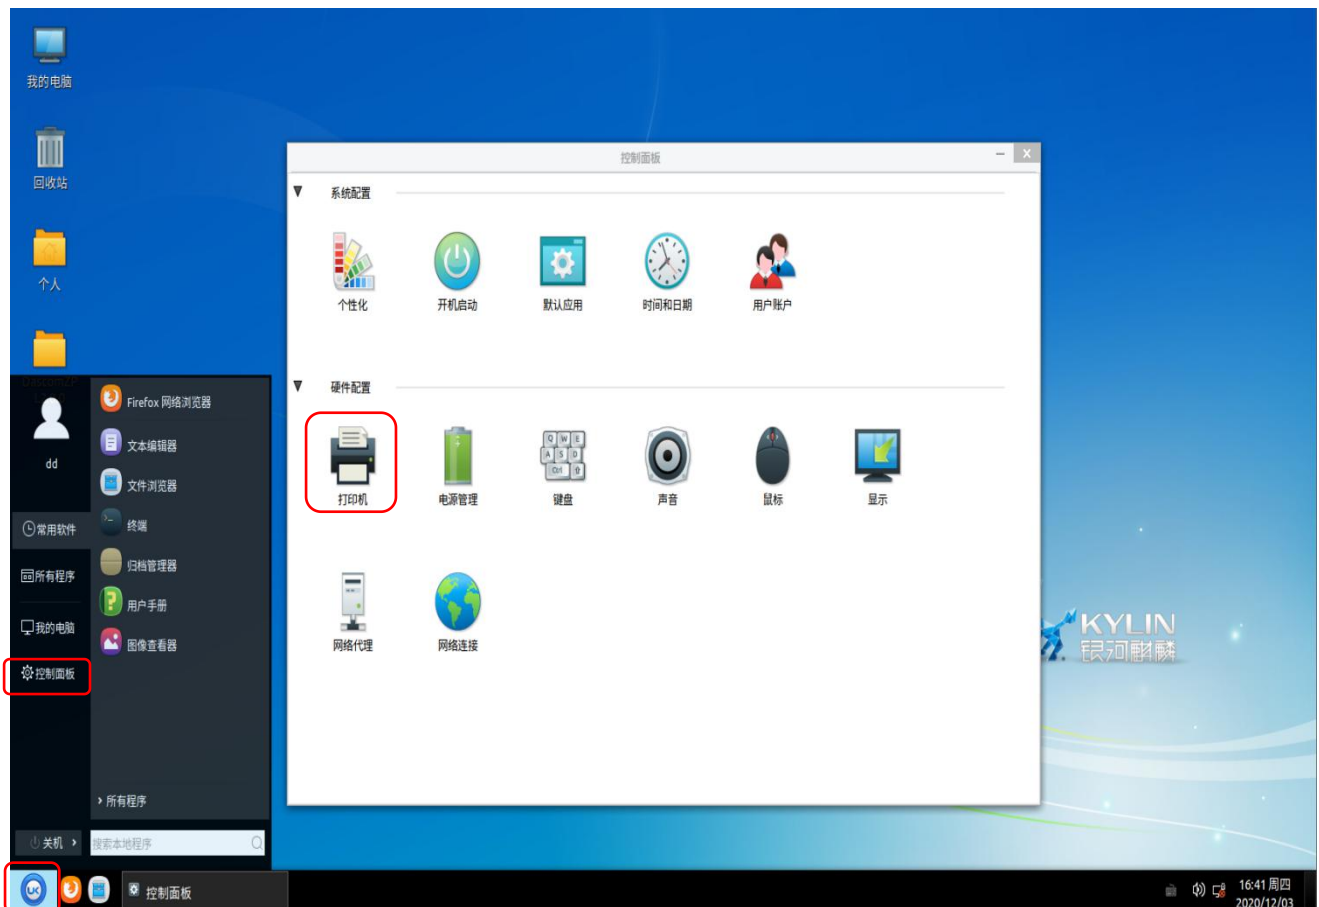 我的电脑
回收站
个人
控制面板
系统配置
个性化
开机启动
默认应用
时间和日期
用户账户
硬件配置
打印机
电源管理
键盘
声音
鼠标
显示
网络代理
网络连接
dd
常用软件
所有程序
我的电脑
控制面板
关机
Firefox 网络浏览器
文本编辑器
文件浏览器
终端
归档管理器
用户手册
图像查看器
所有程序
搜索本地程序
KYLIN
银河麒麟
UK
控制面板
16:41 周四
2020/12/03